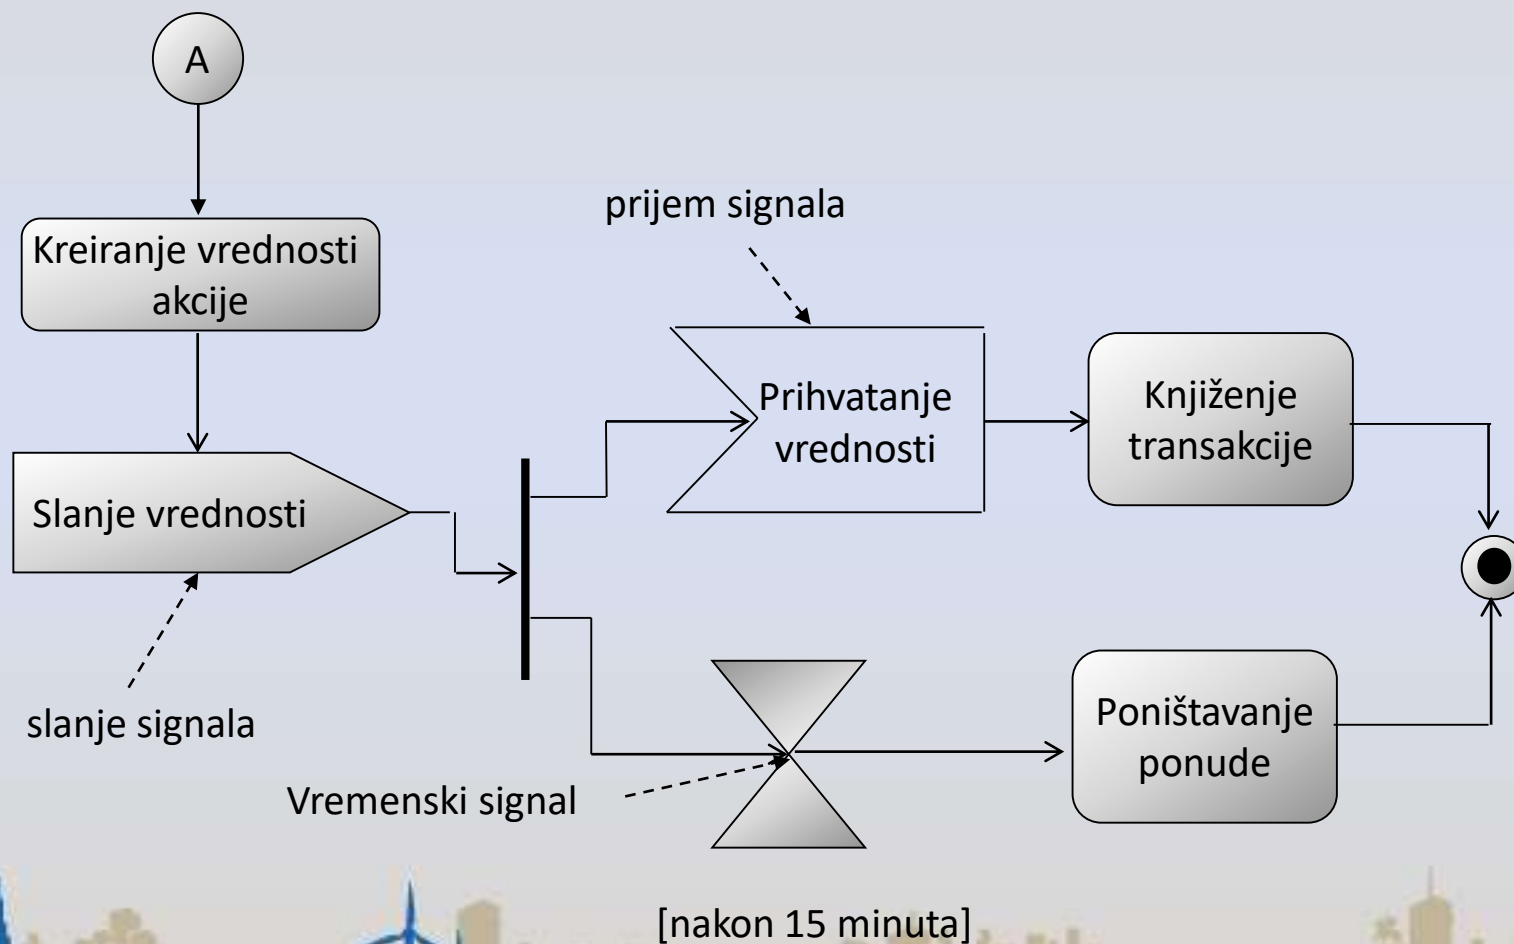 A
Kreiranje vrednosti
akcije
prijem signala
Prihvatanje
vrednosti
Knjiženje
transakcije
Slanje vrednosti
slanje signala
Vremenski signal
Poništavanje
ponude
[nakon 15 minuta]